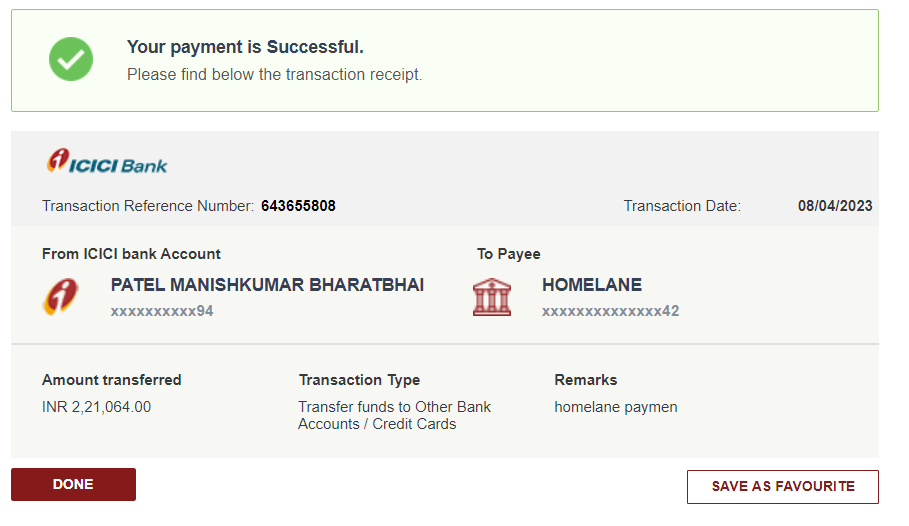 Your payment is Successful.
Please find below the transaction receipt.
ICICI Bank
Transaction Reference Number: 643655808 Transaction Date: 08/04/2023
From ICICI bank Account To Payee
PATEL MANISHKUMAR BHARATBHAI HOMELANE
xxxxxxxxxx94 xxxxxxxxxxxxxx42
Amount transferred Transaction Type Remarks
INR 2,21,064.00 Transfer funds to Other Bank homelane paymen
Accounts / Credit Cards
DONE SAVE AS FAVOURITE